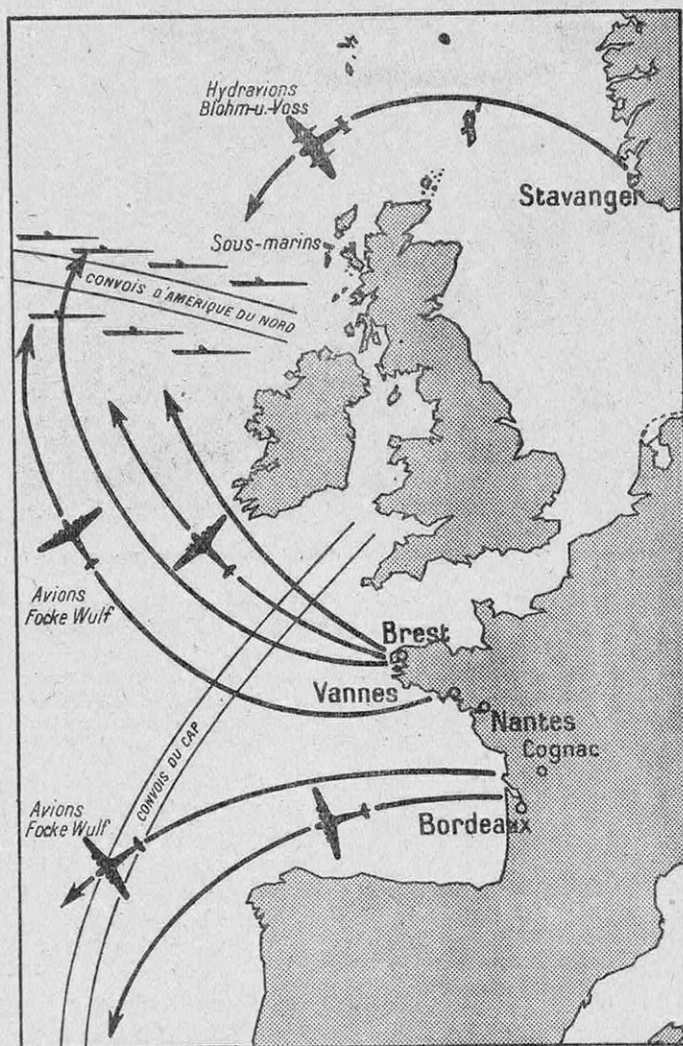 Hydravions
Blohm-u.-Voss
Stavanger
Sous-marins
CONVOIS D'AMÉRIQUE DU NORD
Avions
Focke Wulf
Brest
Vannes
Nantes
Cognac
CONVOIS DU CAP
Avions
Focke Wulf
Bordeaux